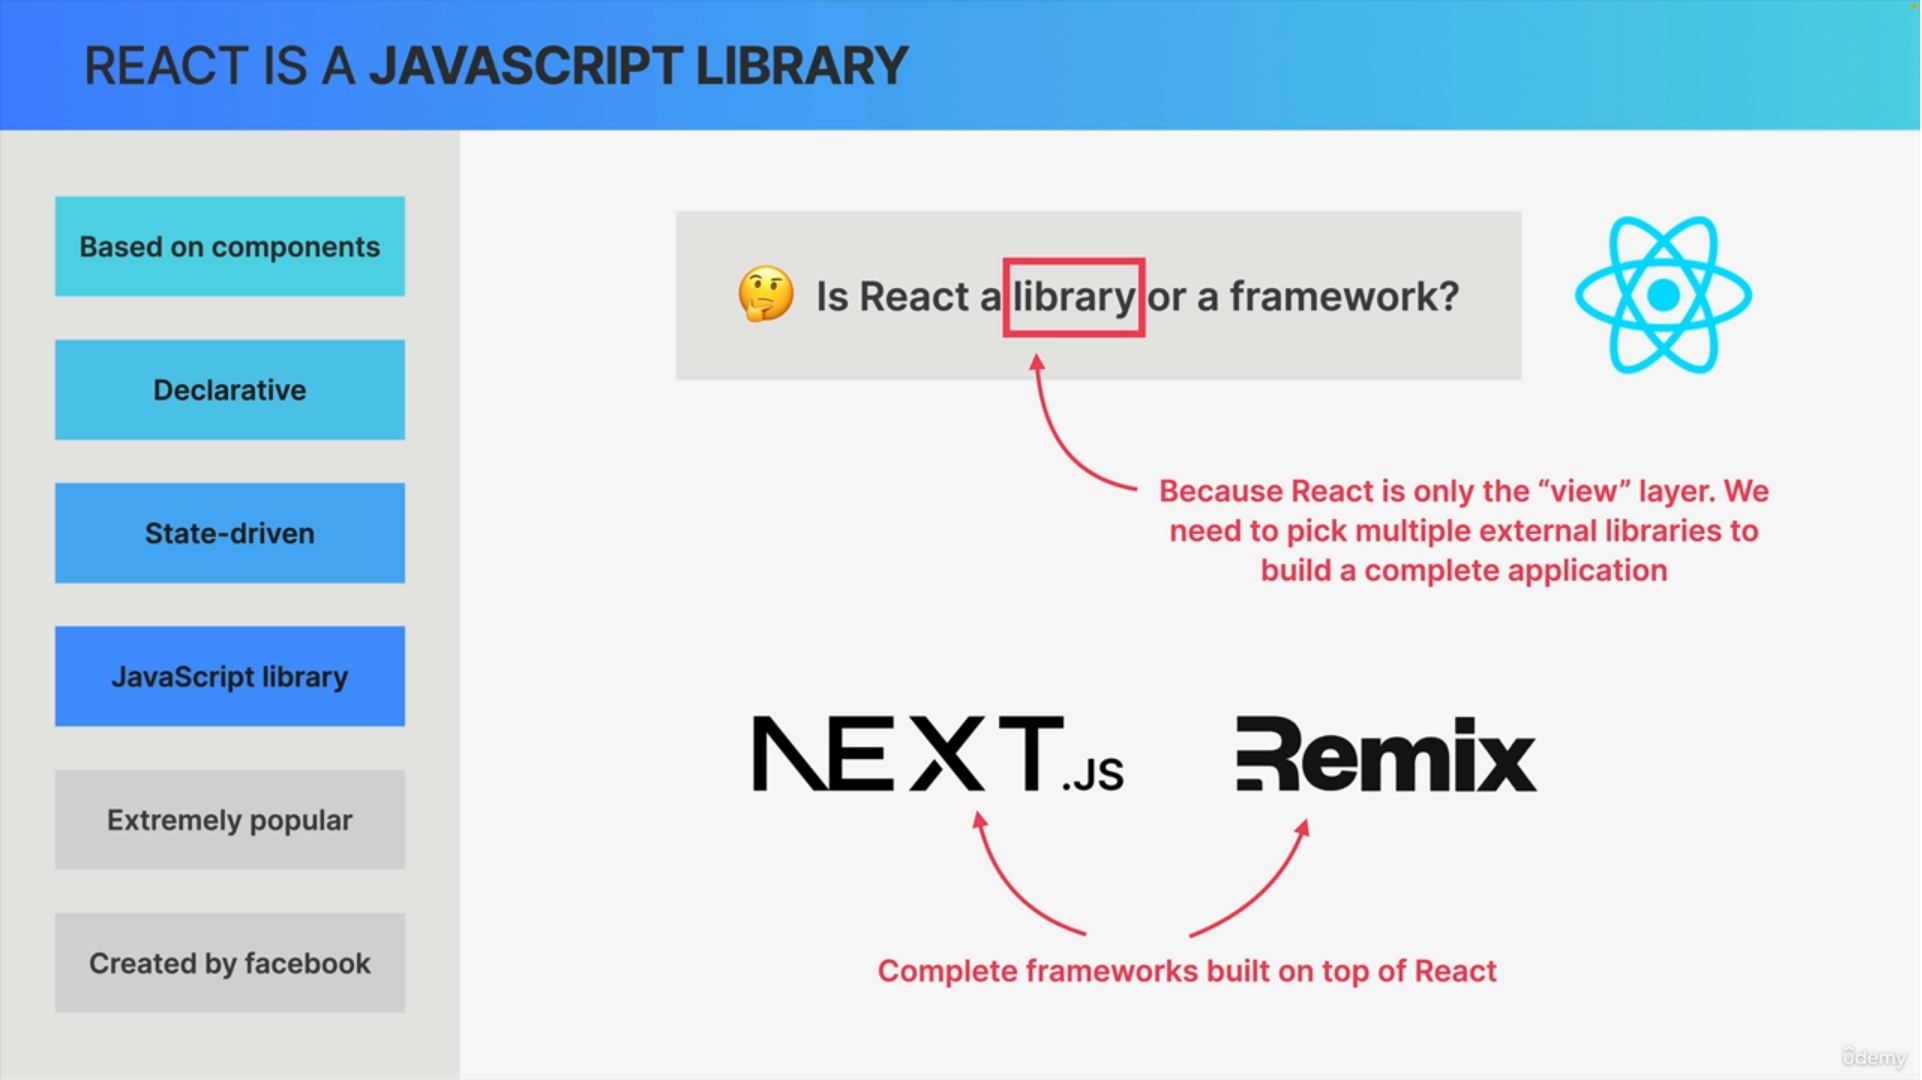 REACT IS A JAVASCRIPT LIBRARY
Based on components
Declarative
State-driven
JavaScript library
Extremely popular
Created by facebook
Is React a library or a framework?
Because React is only the “view” layer. We
need to pick multiple external libraries to
build a complete application
NEXT.JS
Remix
Complete frameworks built on top of React
ûdemy